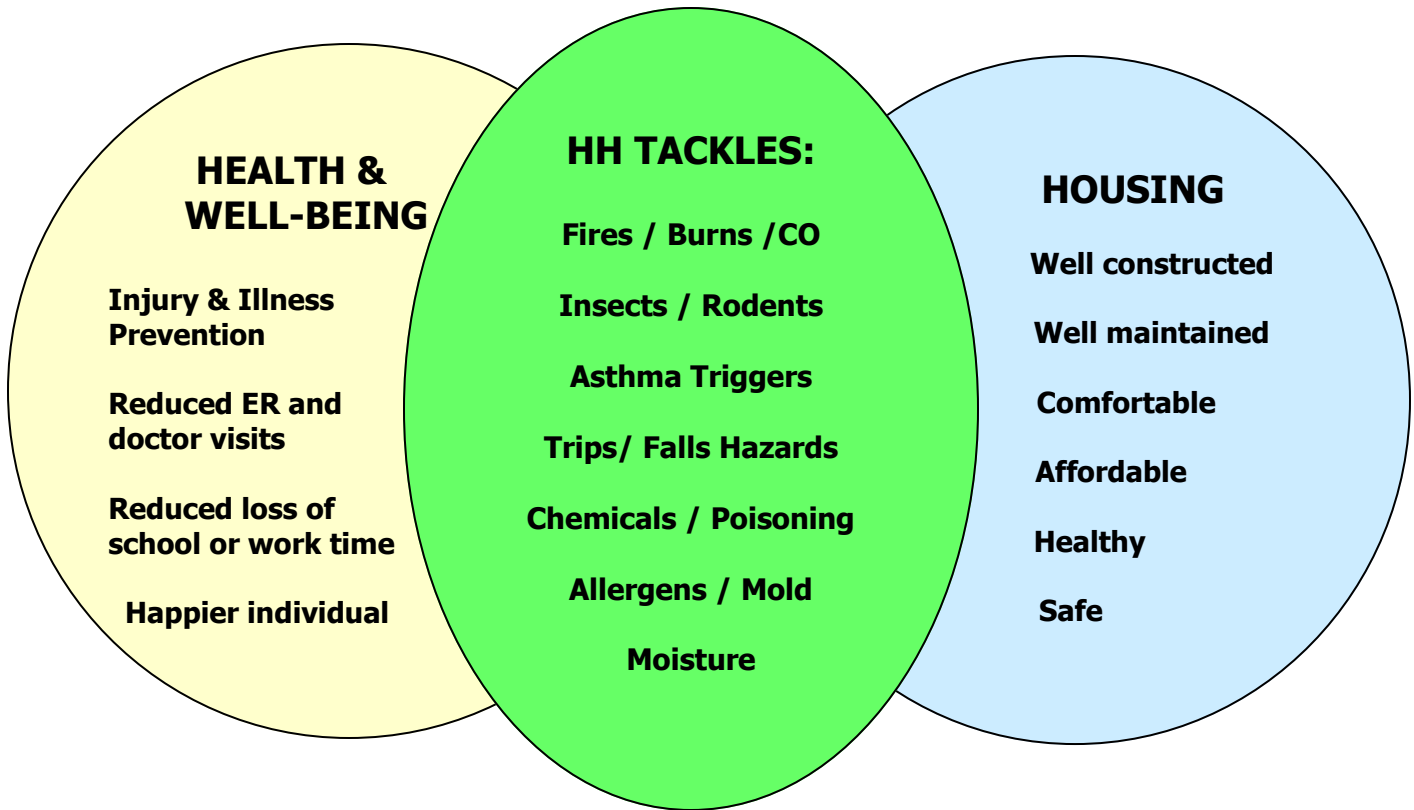 HEALTH &
WELL-BEING
Injury & Illness
Prevention
Reduced ER and
doctor visits
Reduced loss of
school or work time
Happier individual
HH TACKLES:
Fires / Burns /CO
Insects / Rodents
Asthma Triggers
Trips/ Falls Hazards
Chemicals / Poisoning
Allergens / Mold
Moisture
HOUSING
Well constructed
Well maintained
Comfortable
Affordable
Healthy
Safe